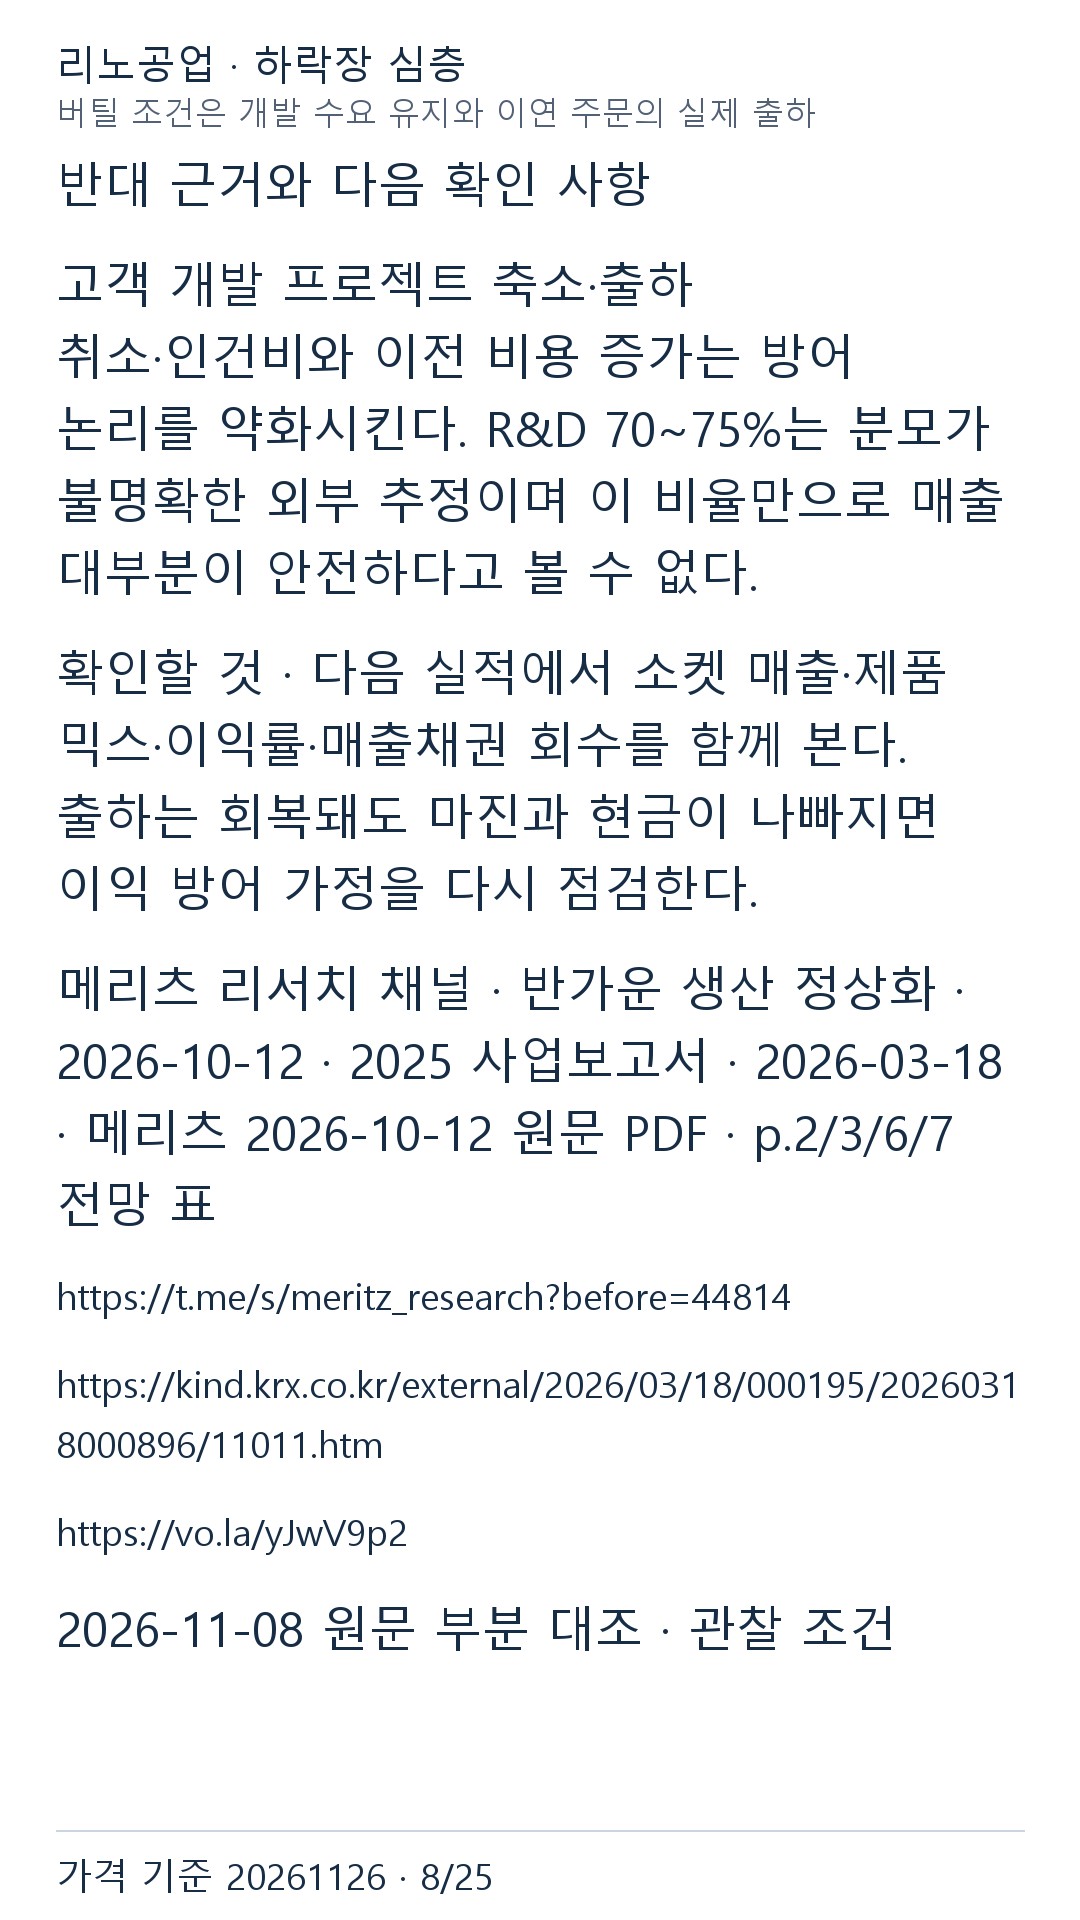 리노공업 · 하락장 심층
버틸 조건은 개발 수요 유지와 이연 주문의 실제 출하
반대 근거와 다음 확인 사항
고객 개발 프로젝트 축소·출하
취소·인건비와 이전 비용 증가는 방어
논리를 약화시킨다. R&D 70~75%는 분모가
불명확한 외부 추정이며 이 비율만으로 매출
대부분이 안전하다고 볼 수 없다.
확인할 것 · 다음 실적에서 소켓 매출·제품
믹스·이익률·매출채권 회수를 함께 본다.
출하는 회복돼도 마진과 현금이 나빠지면
이익 방어 가정을 다시 점검한다.
메리츠 리서치 채널 · 반가운 생산 정상화 ·
2026-10-12 · 2025 사업보고서 · 2026-03-18
· 메리츠 2026-10-12 원문 PDF · p.2/3/6/7
전망 표
https://t.me/s/meritz_research?before=44814
https://kind.krx.co.kr/external/2026/03/18/000195/2026031
8000896/11011.htm
https://vo.la/yJwV9p2
2026-11-08 원문 부분 대조 · 관찰 조건
가격 기준 20261126 · 8/25